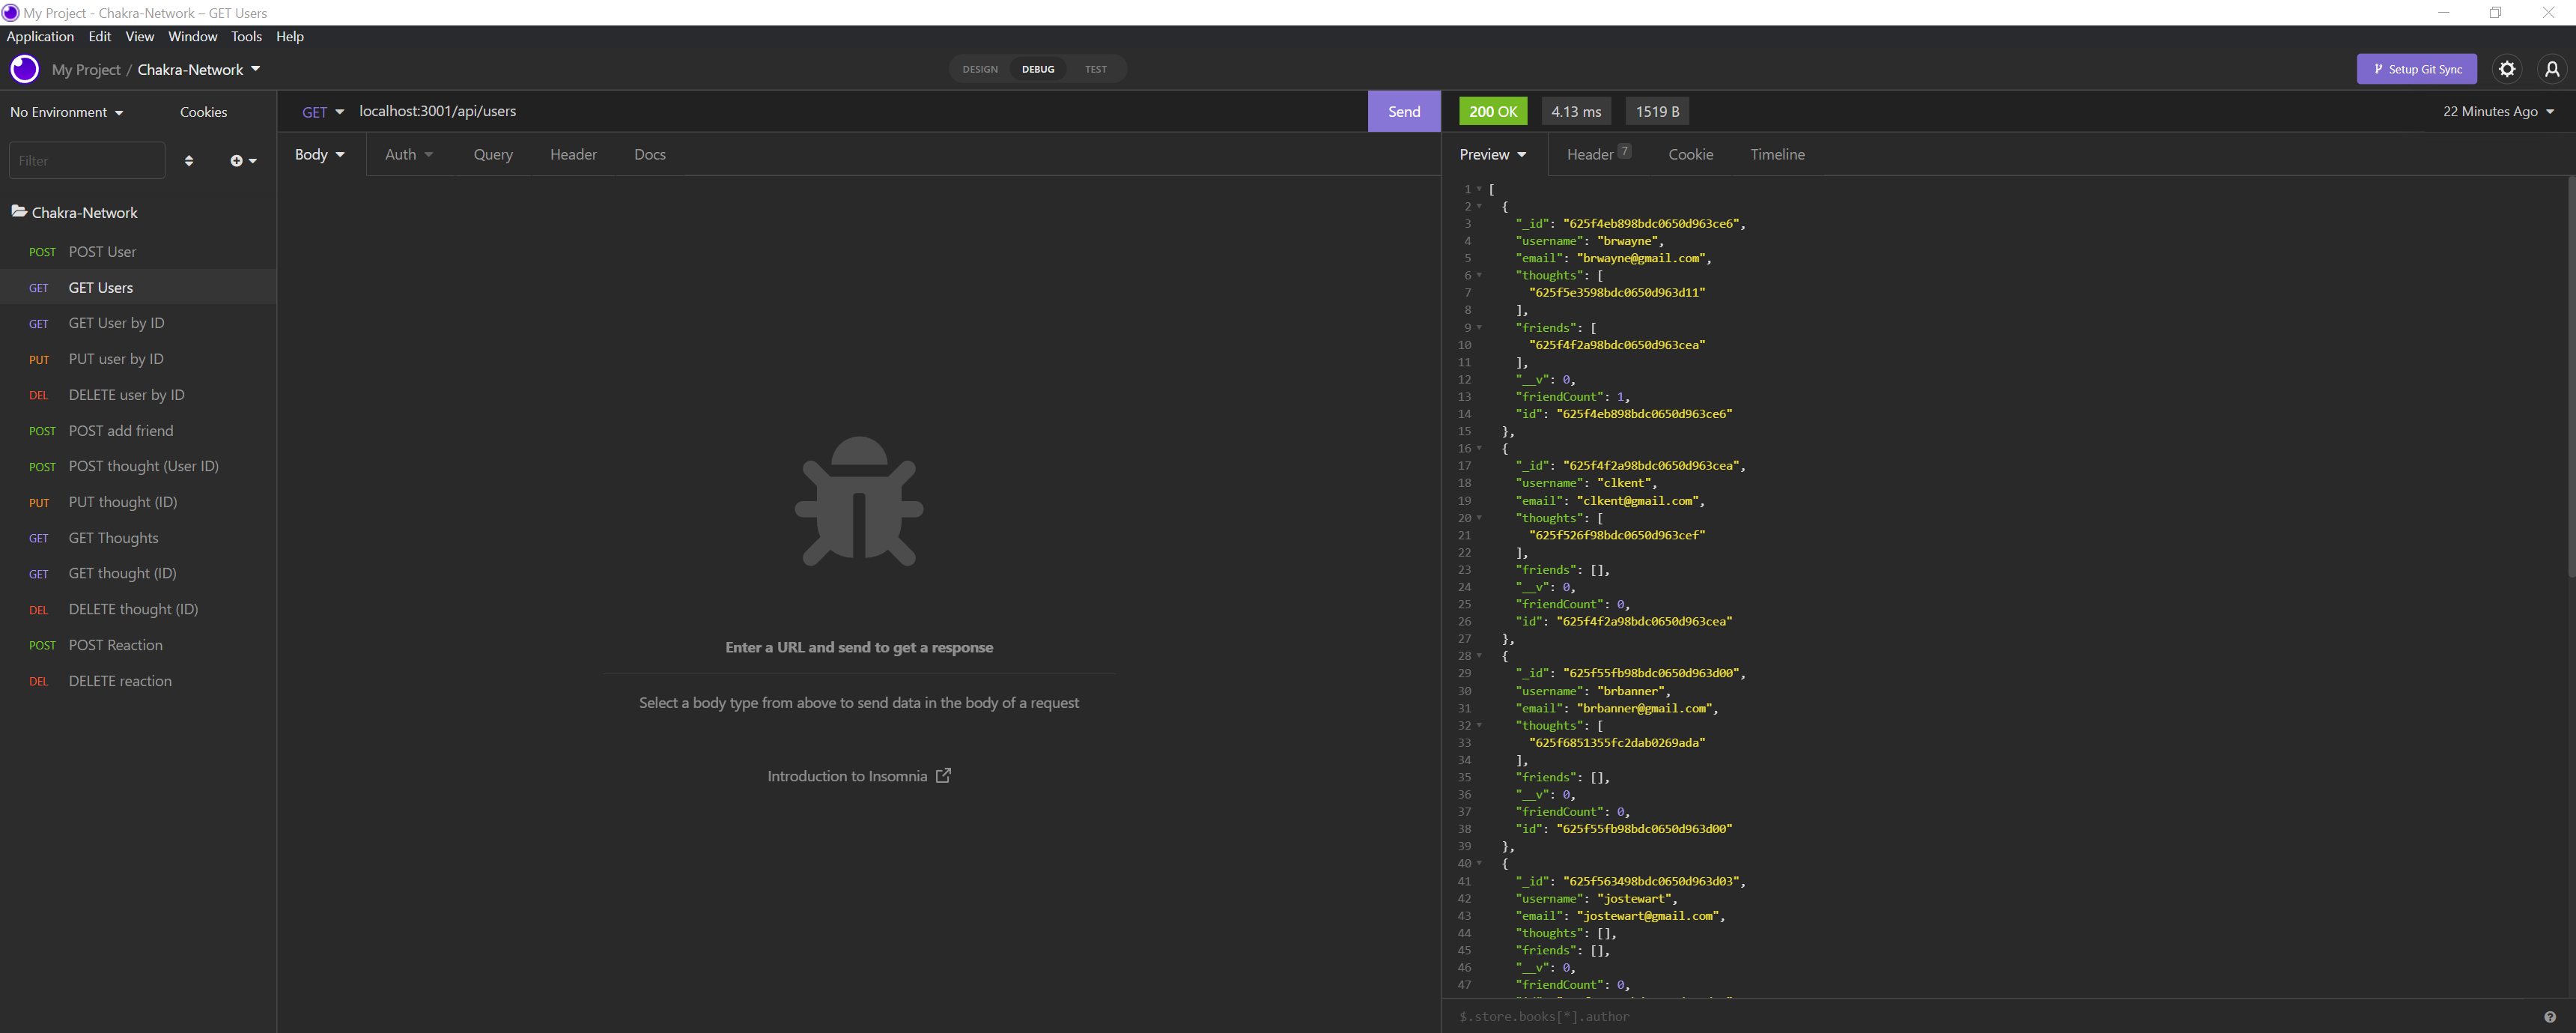 My Project - Chakra-Network – GET Users
Application Edit View Window Tools Help
My Project / Chakra-Network
DESIGN DEBUG TEST
Setup Git Sync
No Environment Cookies
Filter
Chakra-Network
POST POST User
GET GET Users
GET GET User by ID
PUT PUT user by ID
DEL DELETE user by ID
POST POST add friend
POST POST thought (User ID)
PUT PUT thought (ID)
GET GET Thoughts
GET GET thought (ID)
DEL DELETE thought (ID)
POST POST Reaction
DEL DELETE reaction
GET localhost:3001/api/users Send
Body Auth Query Header Docs
Enter a URL and send to get a response
Select a body type from above to send data in the body of a request
Introduction to Insomnia
200 OK 4.13 ms 1519 B 22 Minutes Ago
Preview Header 7 Cookie Timeline
1 [
2 {
3 "_id": "625f4eb898bdc0650d963ce6",
4 "username": "brwayne",
5 "email": "brwayne@gmail.com",
6 "thoughts": [
7 "625f5e3598bdc0650d963d11"
8 ],
9 "friends": [
10 "625f4f2a98bdc0650d963cea"
11 ],
12 "__v": 0,
13 "friendCount": 1,
14 "id": "625f4eb898bdc0650d963ce6"
15 },
16 {
17 "_id": "625f4f2a98bdc0650d963cea",
18 "username": "clkent",
19 "email": "clkent@gmail.com",
20 "thoughts": [
21 "625f526f98bdc0650d963cef"
22 ],
23 "friends": [],
24 "__v": 0,
25 "friendCount": 0,
26 "id": "625f4f2a98bdc0650d963cea"
27 },
28 {
29 "_id": "625f55fb98bdc0650d963d00",
30 "username": "brbanner",
31 "email": "brbanner@gmail.com",
32 "thoughts": [
33 "625f6851355fc2dab0269ada"
34 ],
35 "friends": [],
36 "__v": 0,
37 "friendCount": 0,
38 "id": "625f55fb98bdc0650d963d00"
39 },
40 {
41 "_id": "625f563498bdc0650d963d03",
42 "username": "jostewart",
43 "email": "jostewart@gmail.com",
44 "thoughts": [],
45 "friends": [],
46 "__v": 0,
47 "friendCount": 0,
$.store.books[*].author